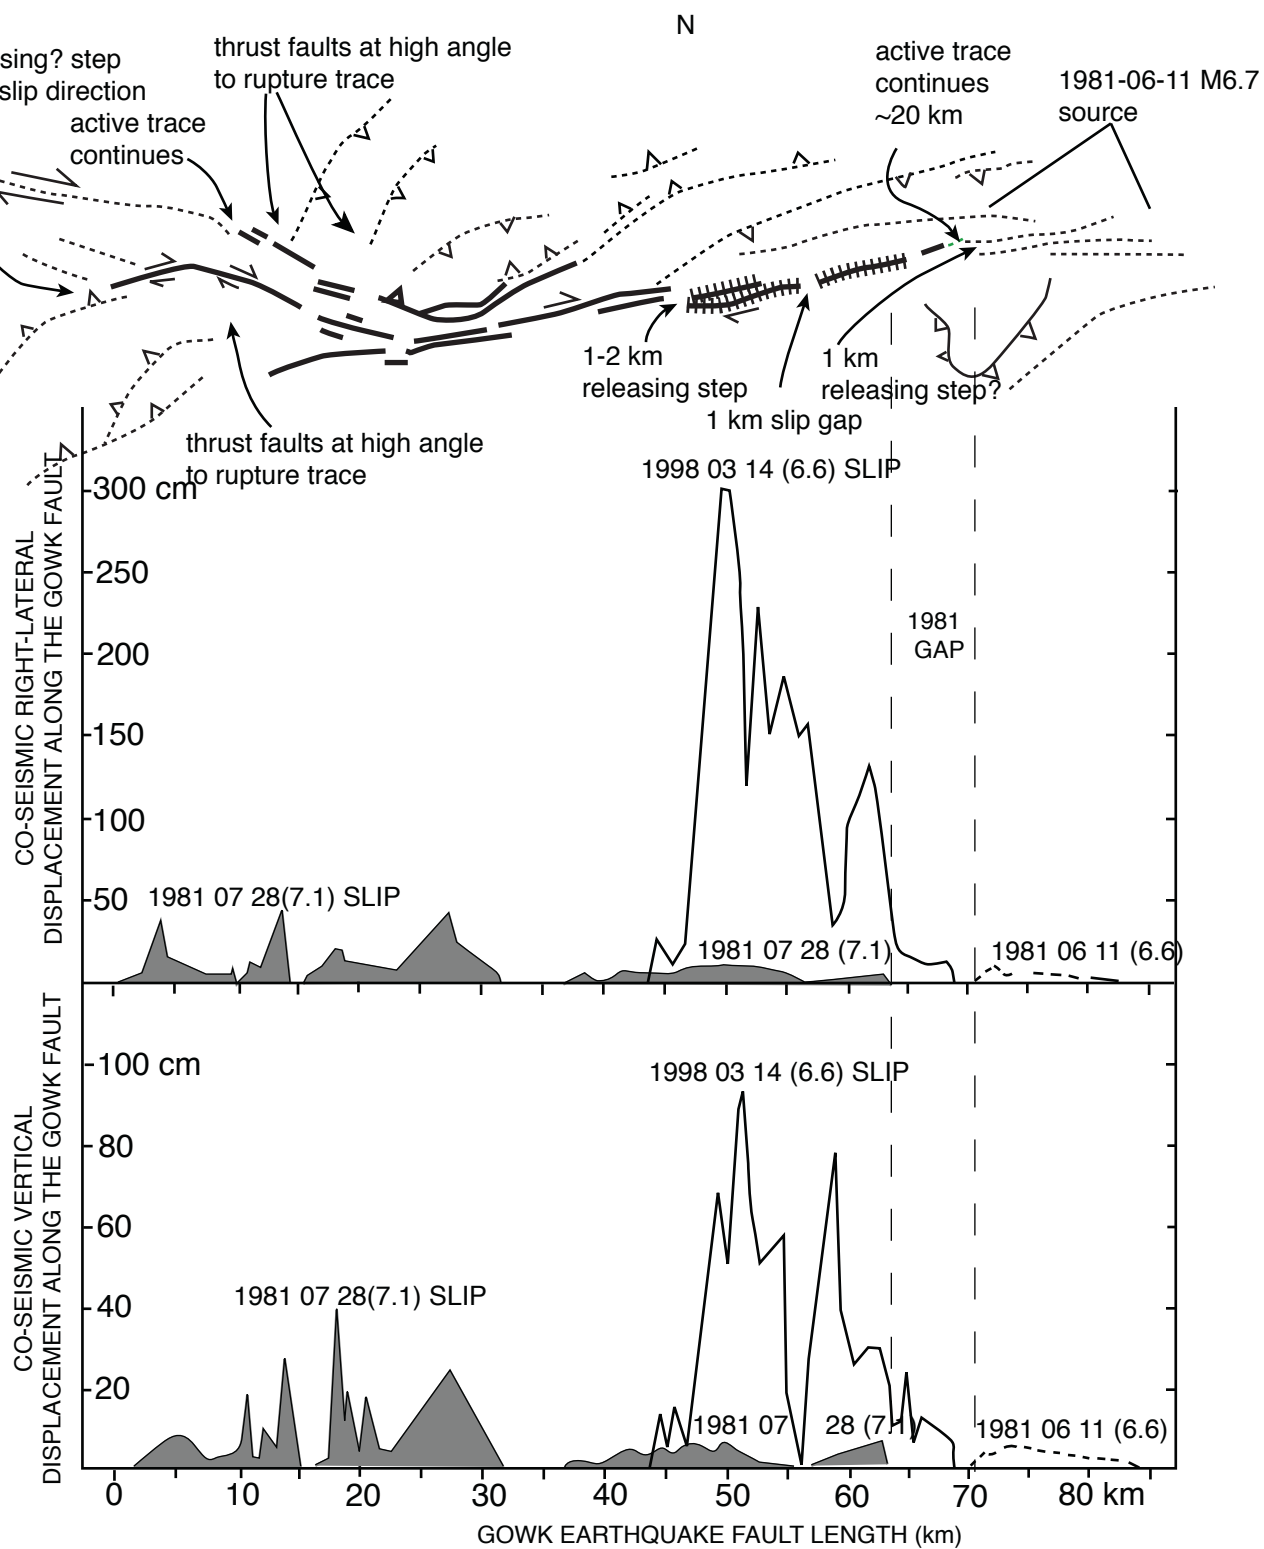 N
sing? step
slip direction
active trace
continues
thrust faults at high angle
to rupture trace
active trace
continues
~20 km
1981-06-11 M6.7
source
1-2 km
releasing step
1 km slip gap
1 km
releasing step?
thrust faults at high angle
to rupture trace
CO-SEISMIC RIGHT-LATERAL
DISPLACEMENT ALONG THE GOWK FAULT
300 cm
250
200
150
100
50
1998 03 14 (6.6) SLIP
1981
GAP
1981 07 28(7.1) SLIP
1981 07 28 (7.1)
1981 06 11 (6.6)
CO-SEISMIC VERTICAL
DISPLACEMENT ALONG THE GOWK FAULT
100 cm
80
60
40
20
1998 03 14 (6.6) SLIP
1981 07 28(7.1) SLIP
1981 07 28 (7.1)
1981 06 11 (6.6)
0 10 20 30 40 50 60 70 80 km
GOWK EARTHQUAKE FAULT LENGTH (km)